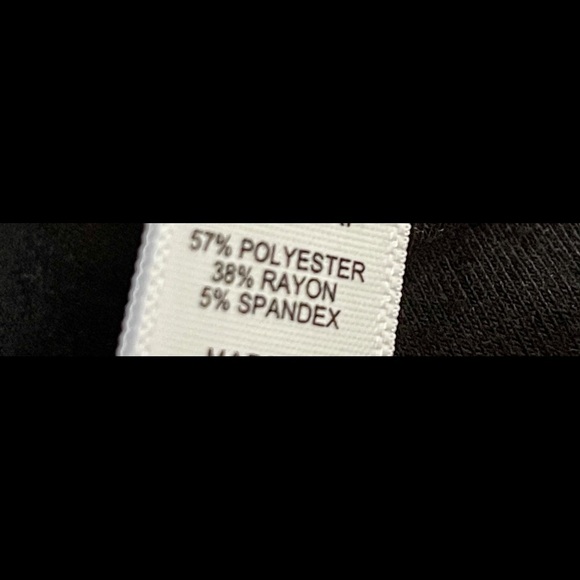 57% POLYESTER
38% RAYON
5% SPANDEX